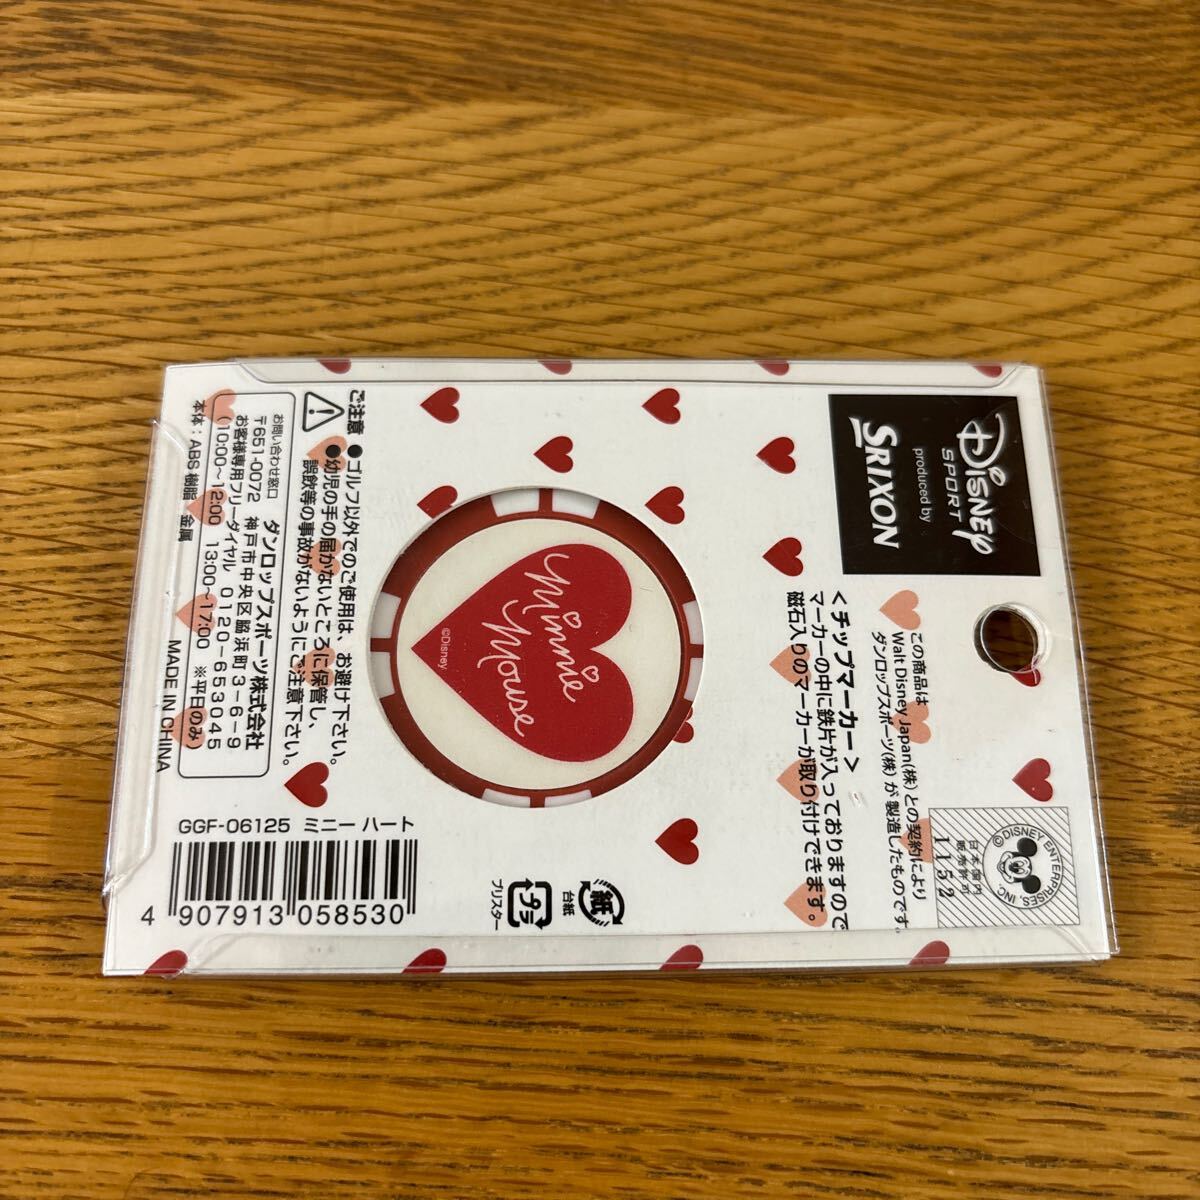 DISNEY
SPORT
produced by
SRIXON
この商品は
Walt Disney Japan(株)との契約により
ダンロップスポーツ(株)が製造したものです。
©DISNEY ENTERPRISES, INC.
日本国内
販売許可
1152
<チップマーカー>
マーカーの中に鉄片が入っておりますので
磁石入りのマーカーが取り付けできます。
Minnie
Mouse
©Disney
紙
台紙
プラ
ブリスター
ご注意
●ゴルフ以外でのご使用は、お避け下さい。
●幼児の手の届かないところに保管し、
誤飲等の事故がないようにご注意下さい。
お問い合わせ窓口
ダンロップスポーツ株式会社
〒651-0072 神戸市中央区脇浜町3-6-9
お客様専用フリーダイヤル 0120-653045
(10:00~12:00 13:00~17:00 ※平日のみ)
本体:ABS樹脂 金属
MADE IN CHINA
GGF-06125 ミニー ハート
4 907913 058530